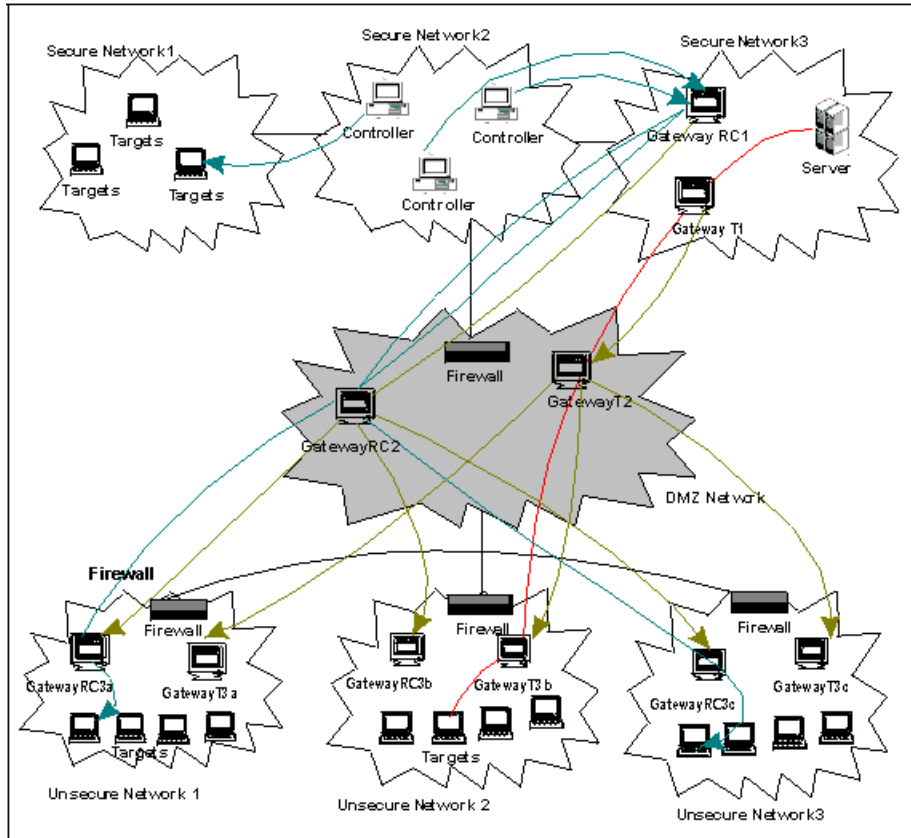 Secure Network1
Secure Network2
Secure Network3
Targets
Targets
Targets
Controller
Controller
Controller
Gateway RC1
Server
Gateway T1
Firewall
GatewayT2
GatewayRC2
DMZ Network
Firewall
Firewall
Firewall
Firewall
GatewayRC3a
GatewayT3a
GatewayRC3b
GatewayT3b
GatewayRC3c
GatewayT3c
Targets
Targets
Unsecure Network 1
Unsecure Network 2
Unsecure Network3